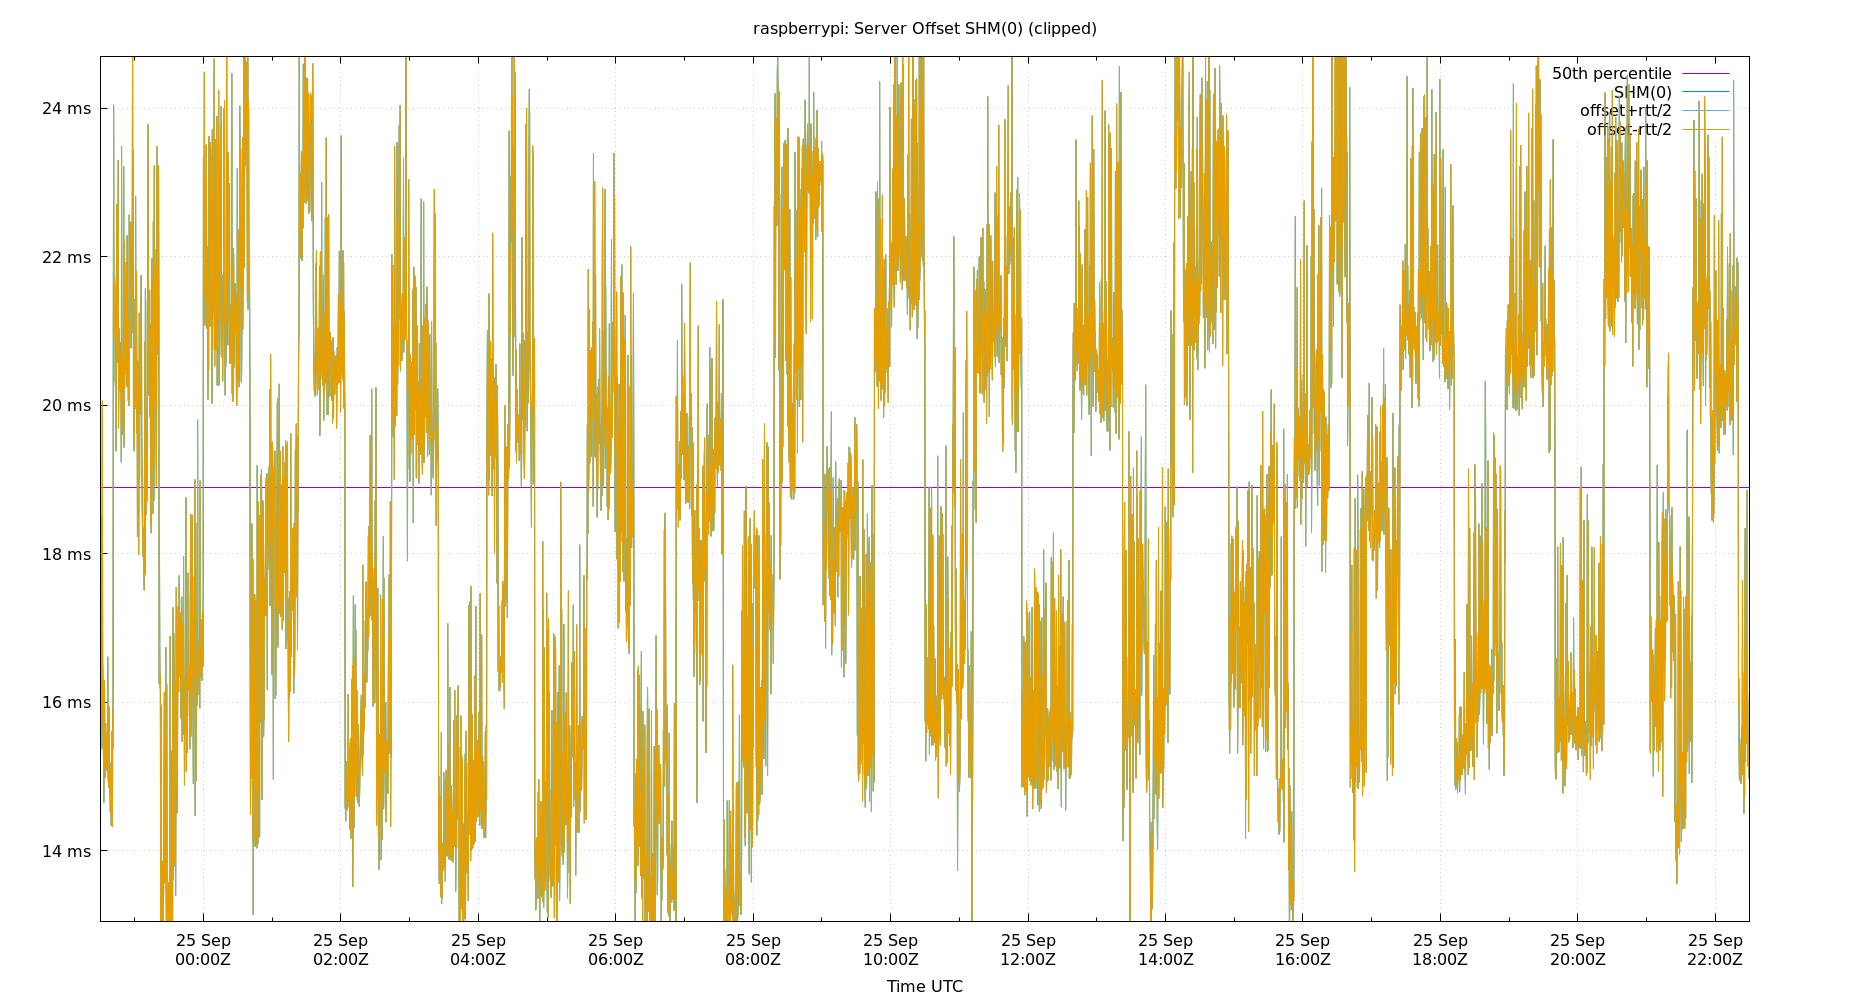 raspberrypi: Server Offset SHM(0) (clipped)
50th percentile
SHM(0)
offset+rtt/2
offset-rtt/2
24 ms
22 ms
20 ms
18 ms
16 ms
14 ms
25 Sep 25 Sep 25 Sep 25 Sep 25 Sep 25 Sep 25 Sep 25 Sep 25 Sep 25 Sep 25 Sep 25 Sep
00:00Z 02:00Z 04:00Z 06:00Z 08:00Z 10:00Z 12:00Z 14:00Z 16:00Z 18:00Z 20:00Z 22:00Z
Time UTC